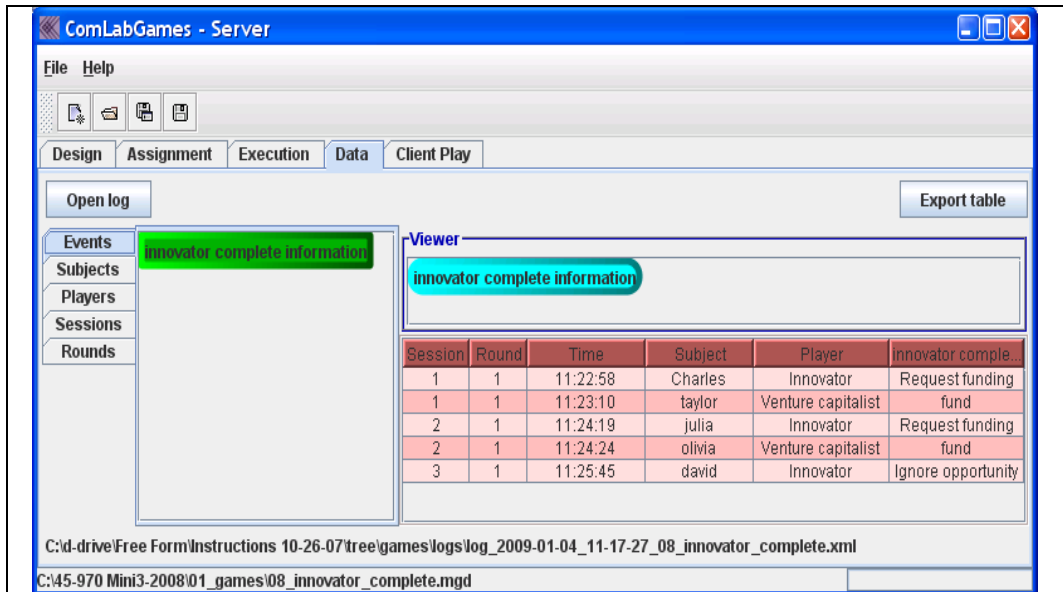 ComLabGames - Server
File Help
Design Assignment Execution Data Client Play
Open log Export table
Events
Subjects
Players
Sessions
Rounds
innovator complete information
Viewer
innovator complete information
Session Round Time Subject Player innovator comple...
1 1 11:22:58 Charles Innovator Request funding
1 1 11:23:10 taylor Venture capitalist fund
2 1 11:24:19 julia Innovator Request funding
2 1 11:24:24 olivia Venture capitalist fund
3 1 11:25:45 david Innovator Ignore opportunity
C:\d-drive\Free Form\Instructions 10-26-07\tree\games\logs\log_2009-01-04_11-17-27_08_innovator_complete.xml
C:\45-970 Mini3-2008\01_games\08_innovator_complete.mgd